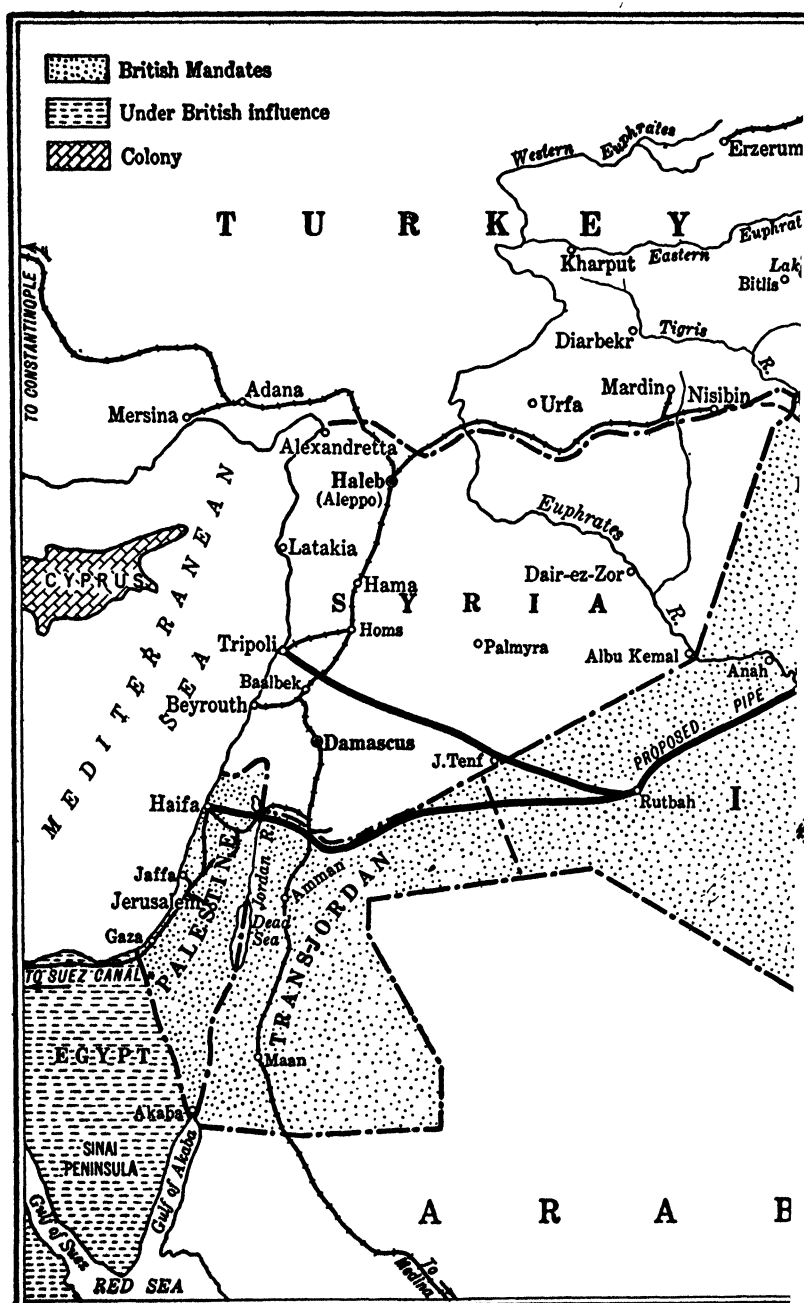 British Mandates
Under British influence
Colony
Western Euphrates
Erzerum
TURKEY
Kharput
Eastern
Euphrat
Lak
Bitlis
TO CONSTANTINOPLE
Diarbekr
Tigris
R.
Adana
Mersina
Mardin
Nisibin
Urfa
Alexandretta
Haleb
(Aleppo)
MEDITERRANEAN
SEA
Euphrates
R.
Latakia
CYPRUS
Dair-ez-Zor
Hama
SYRIA
Homs
Tripoli
Palmyra
Albu Kemal
Anah
Baalbek
Beyrouth
PROPOSED PIPE
Damascus
J.Tenf
Rutbah
I
Haifa
Jordan R.
PALESTINE
Jaffa
Amman
Jerusalem
TRANSJORDAN
Dead
Sea
Gaza
TO SUEZ CANAL
EGYPT
Maan
Akaba
SINAI
PENINSULA
Gulf of Akaba
Gulf of Suez
ARAB
RED SEA
To
Medina